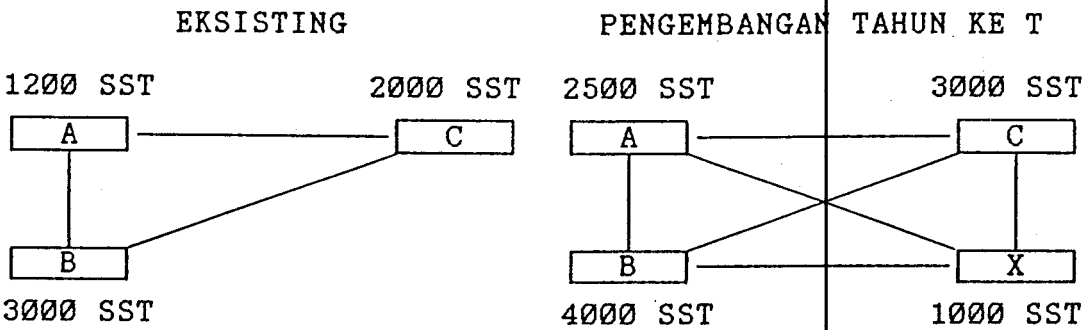 EKSISTING
1200 SST 2000 SST
A C
B
3000 SST
PENGEMBANGAN TAHUN KE T
2500 SST 3000 SST
A C
B X
4000 SST 1000 SST